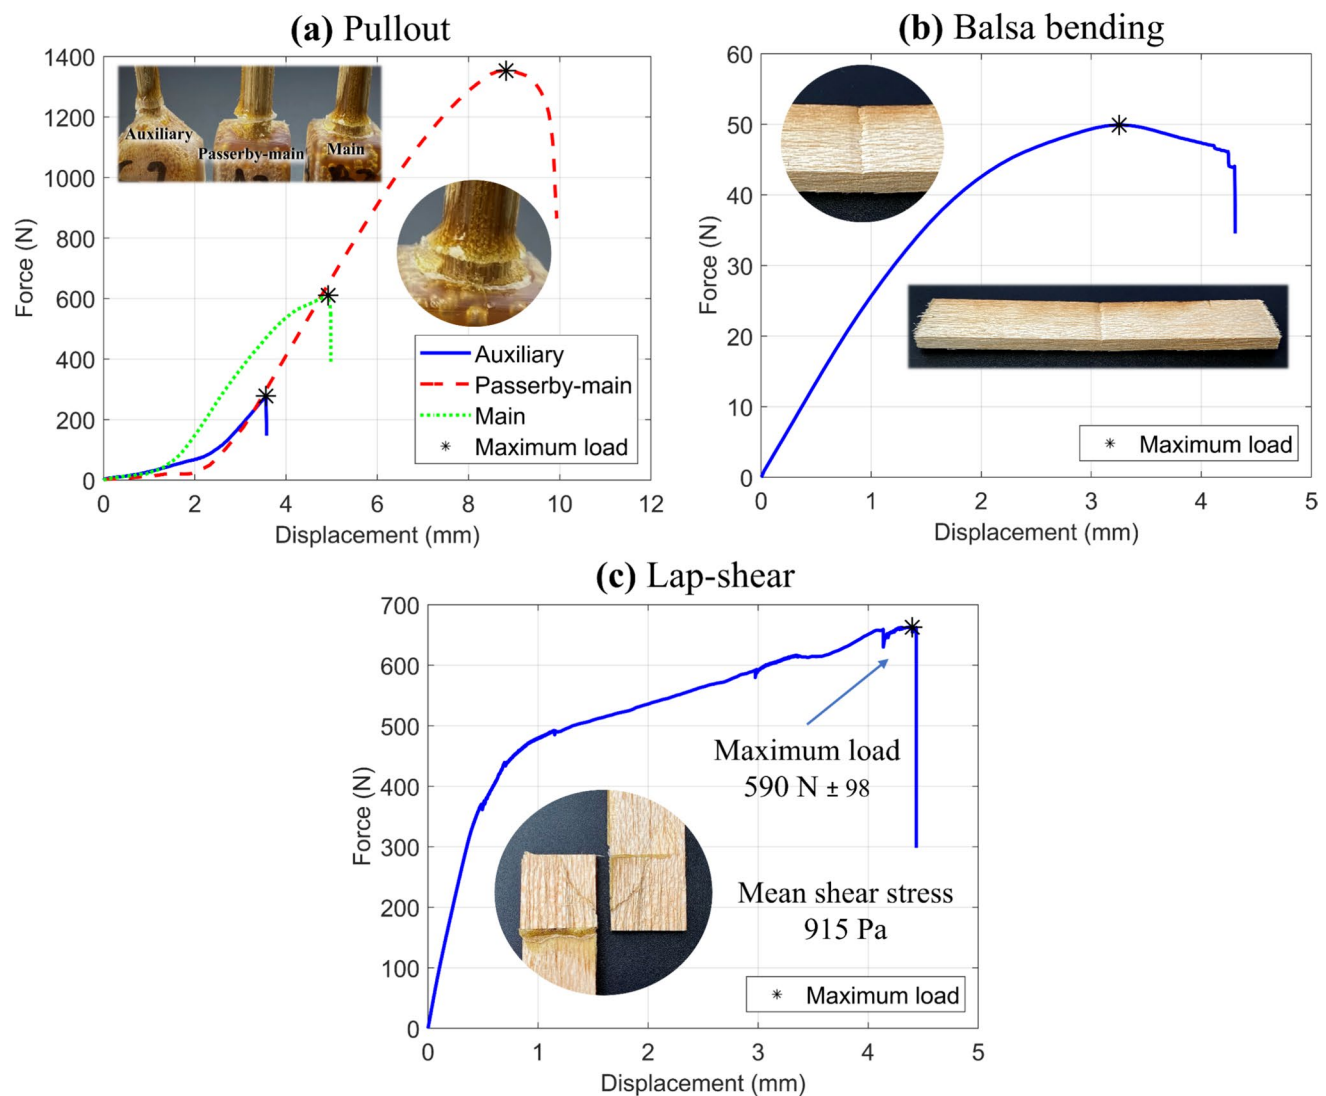 (a) Pullout
1400
1200
1000
800
600
400
200
0
Force (N)
Auxiliary
Passerby-main
Main
Auxiliary
Passerby-main
Main
Maximum load
0 2 4 6 8 10 12
Displacement (mm)
(b) Balsa bending
60
50
40
30
20
10
0
Force (N)
Maximum load
0 1 2 3 4 5
Displacement (mm)
(c) Lap-shear
700
600
500
400
300
200
100
0
Force (N)
Maximum load
590 N ± 98
Mean shear stress
915 Pa
Maximum load
0 1 2 3 4 5
Displacement (mm)